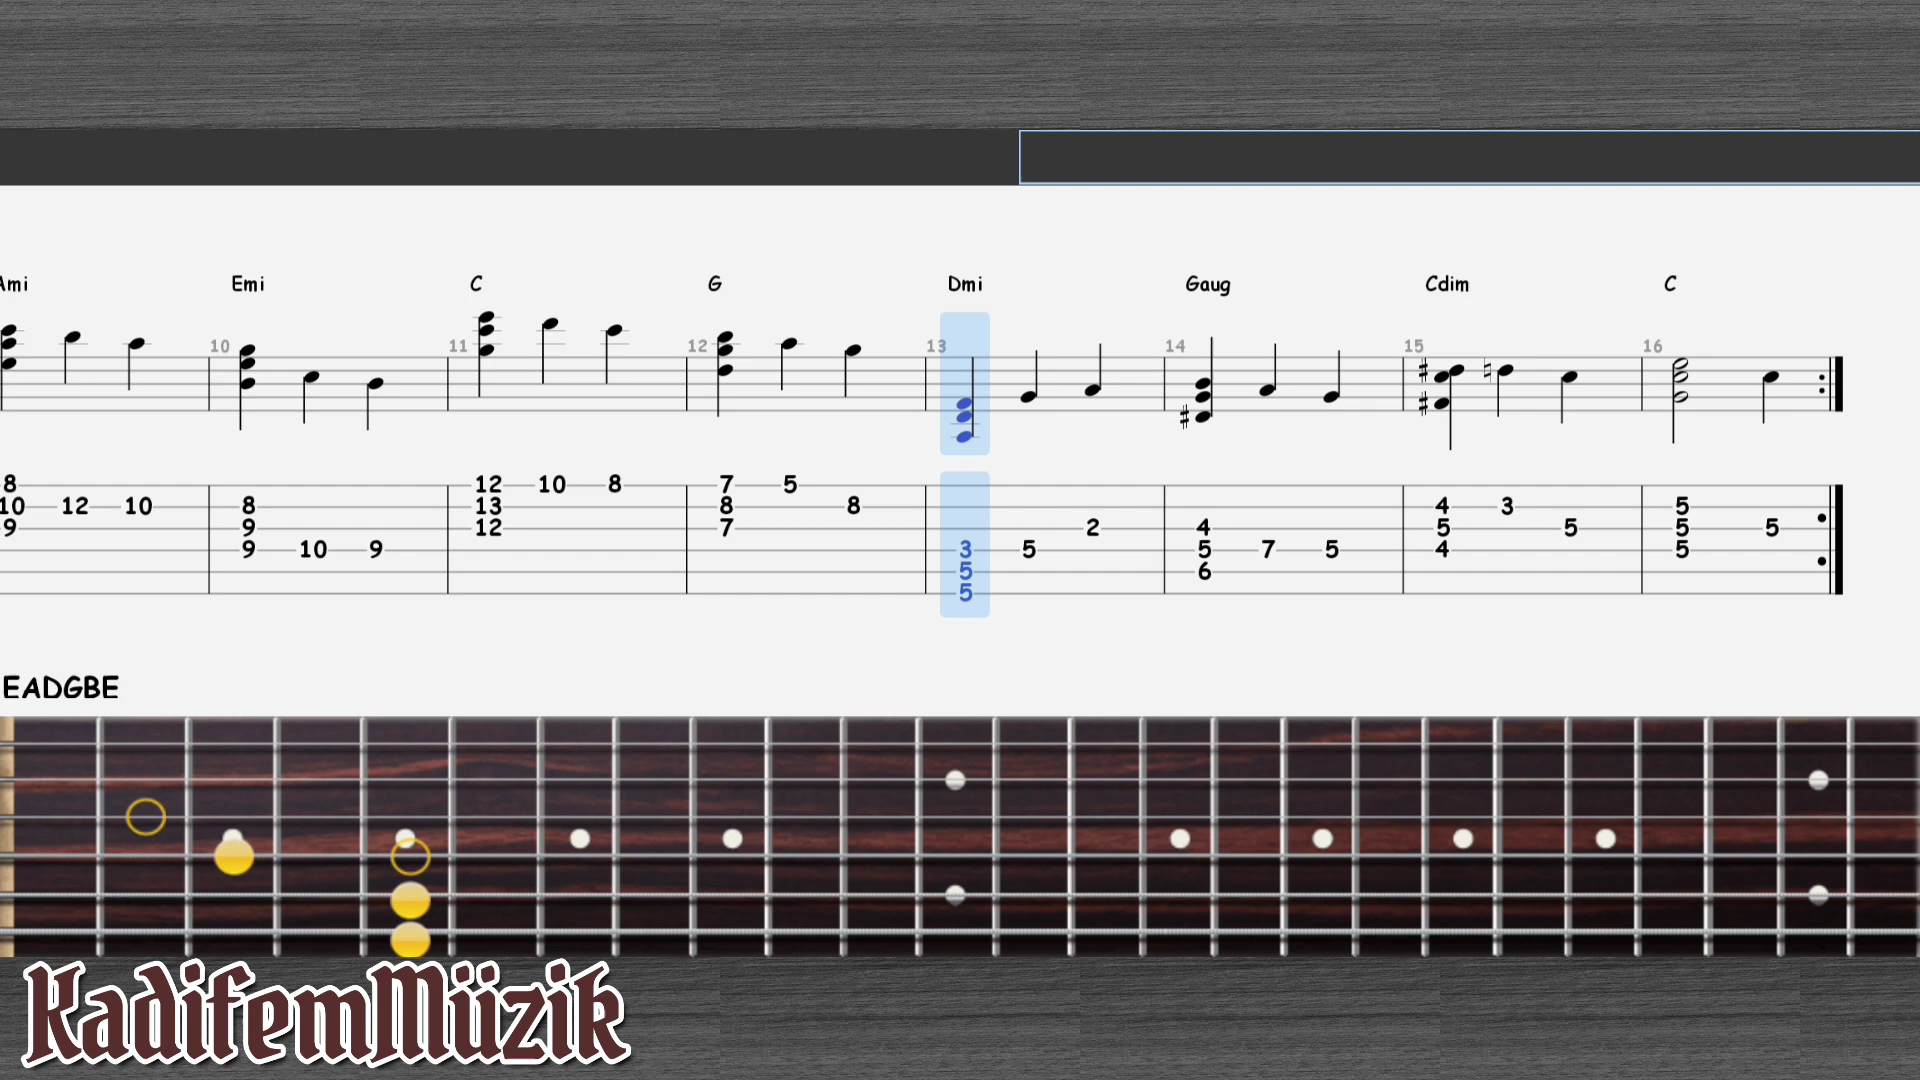 Ami Emi C G Dmi Gaug Cdim C
10 11 12 13 14 15 16
8 12 10 8 7 5
10 12 10 8 13 8 8 4 3 5
9 9 12 7 2 4 5 5 5 5
9 10 9 3 5 5 7 5 4 5
5 6
5
EADGBE
KadifemMüzik